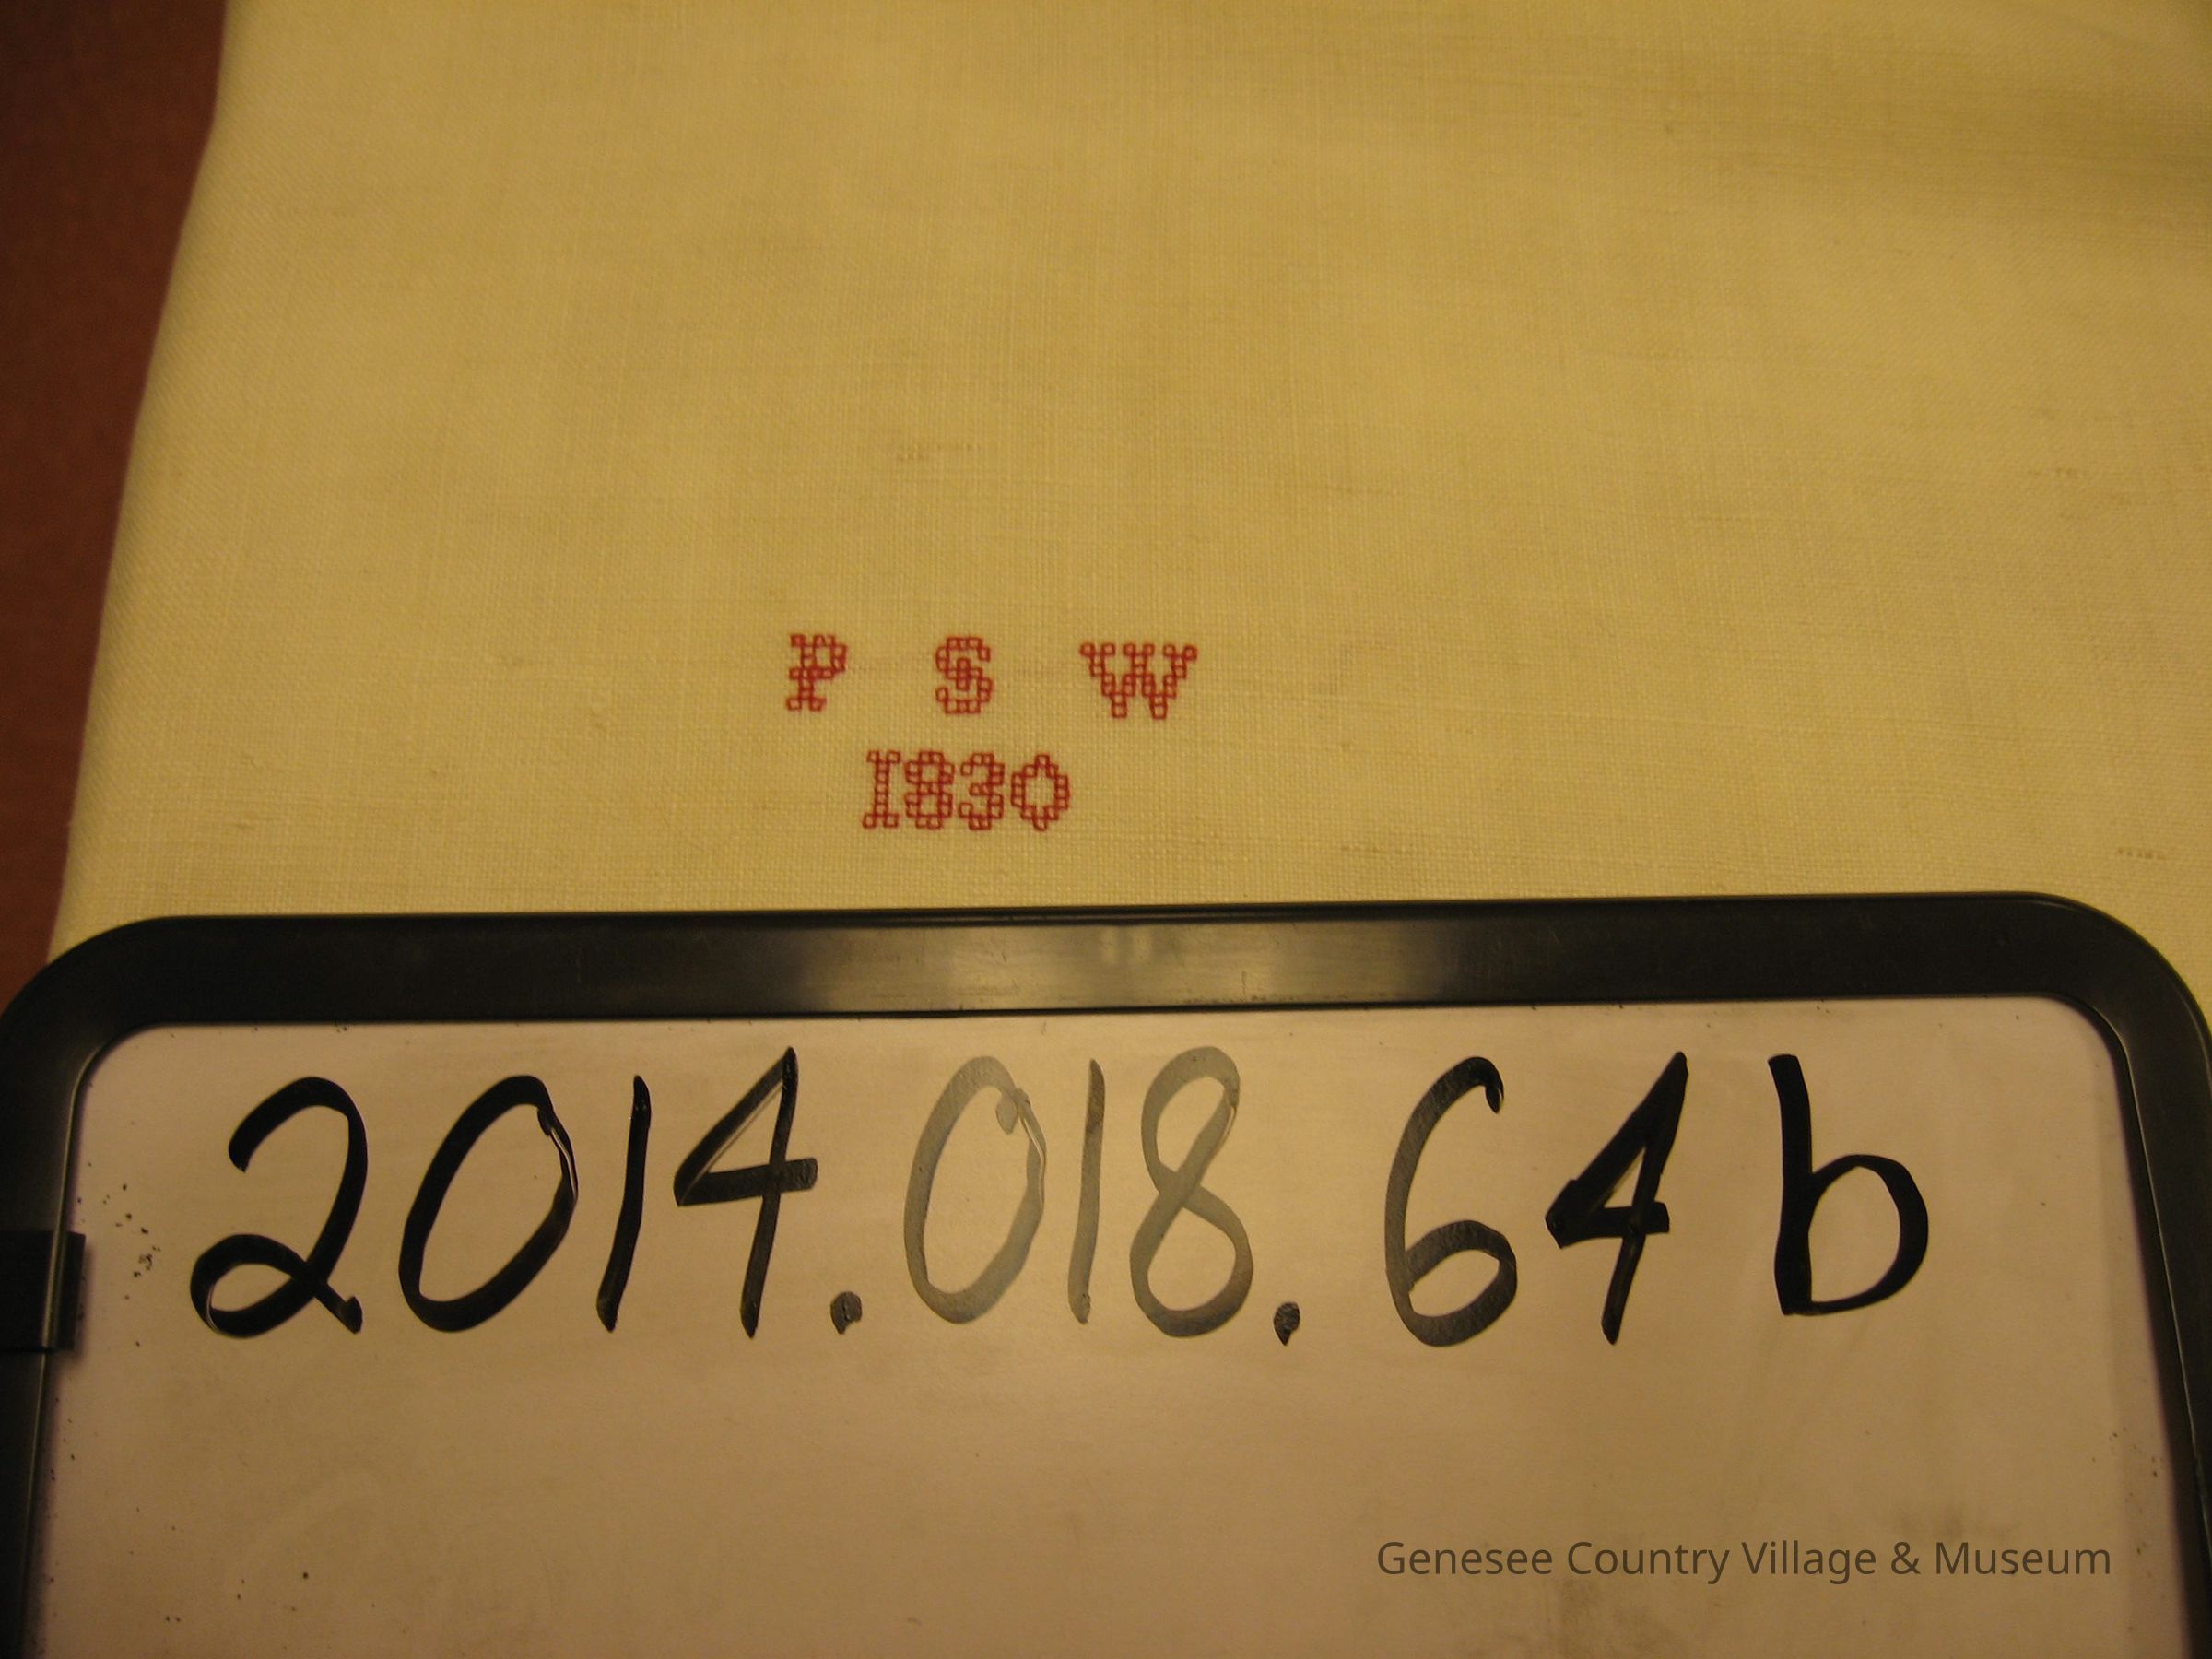 P S W
1830
2014.018.64b
Genesee Country Village & Museum